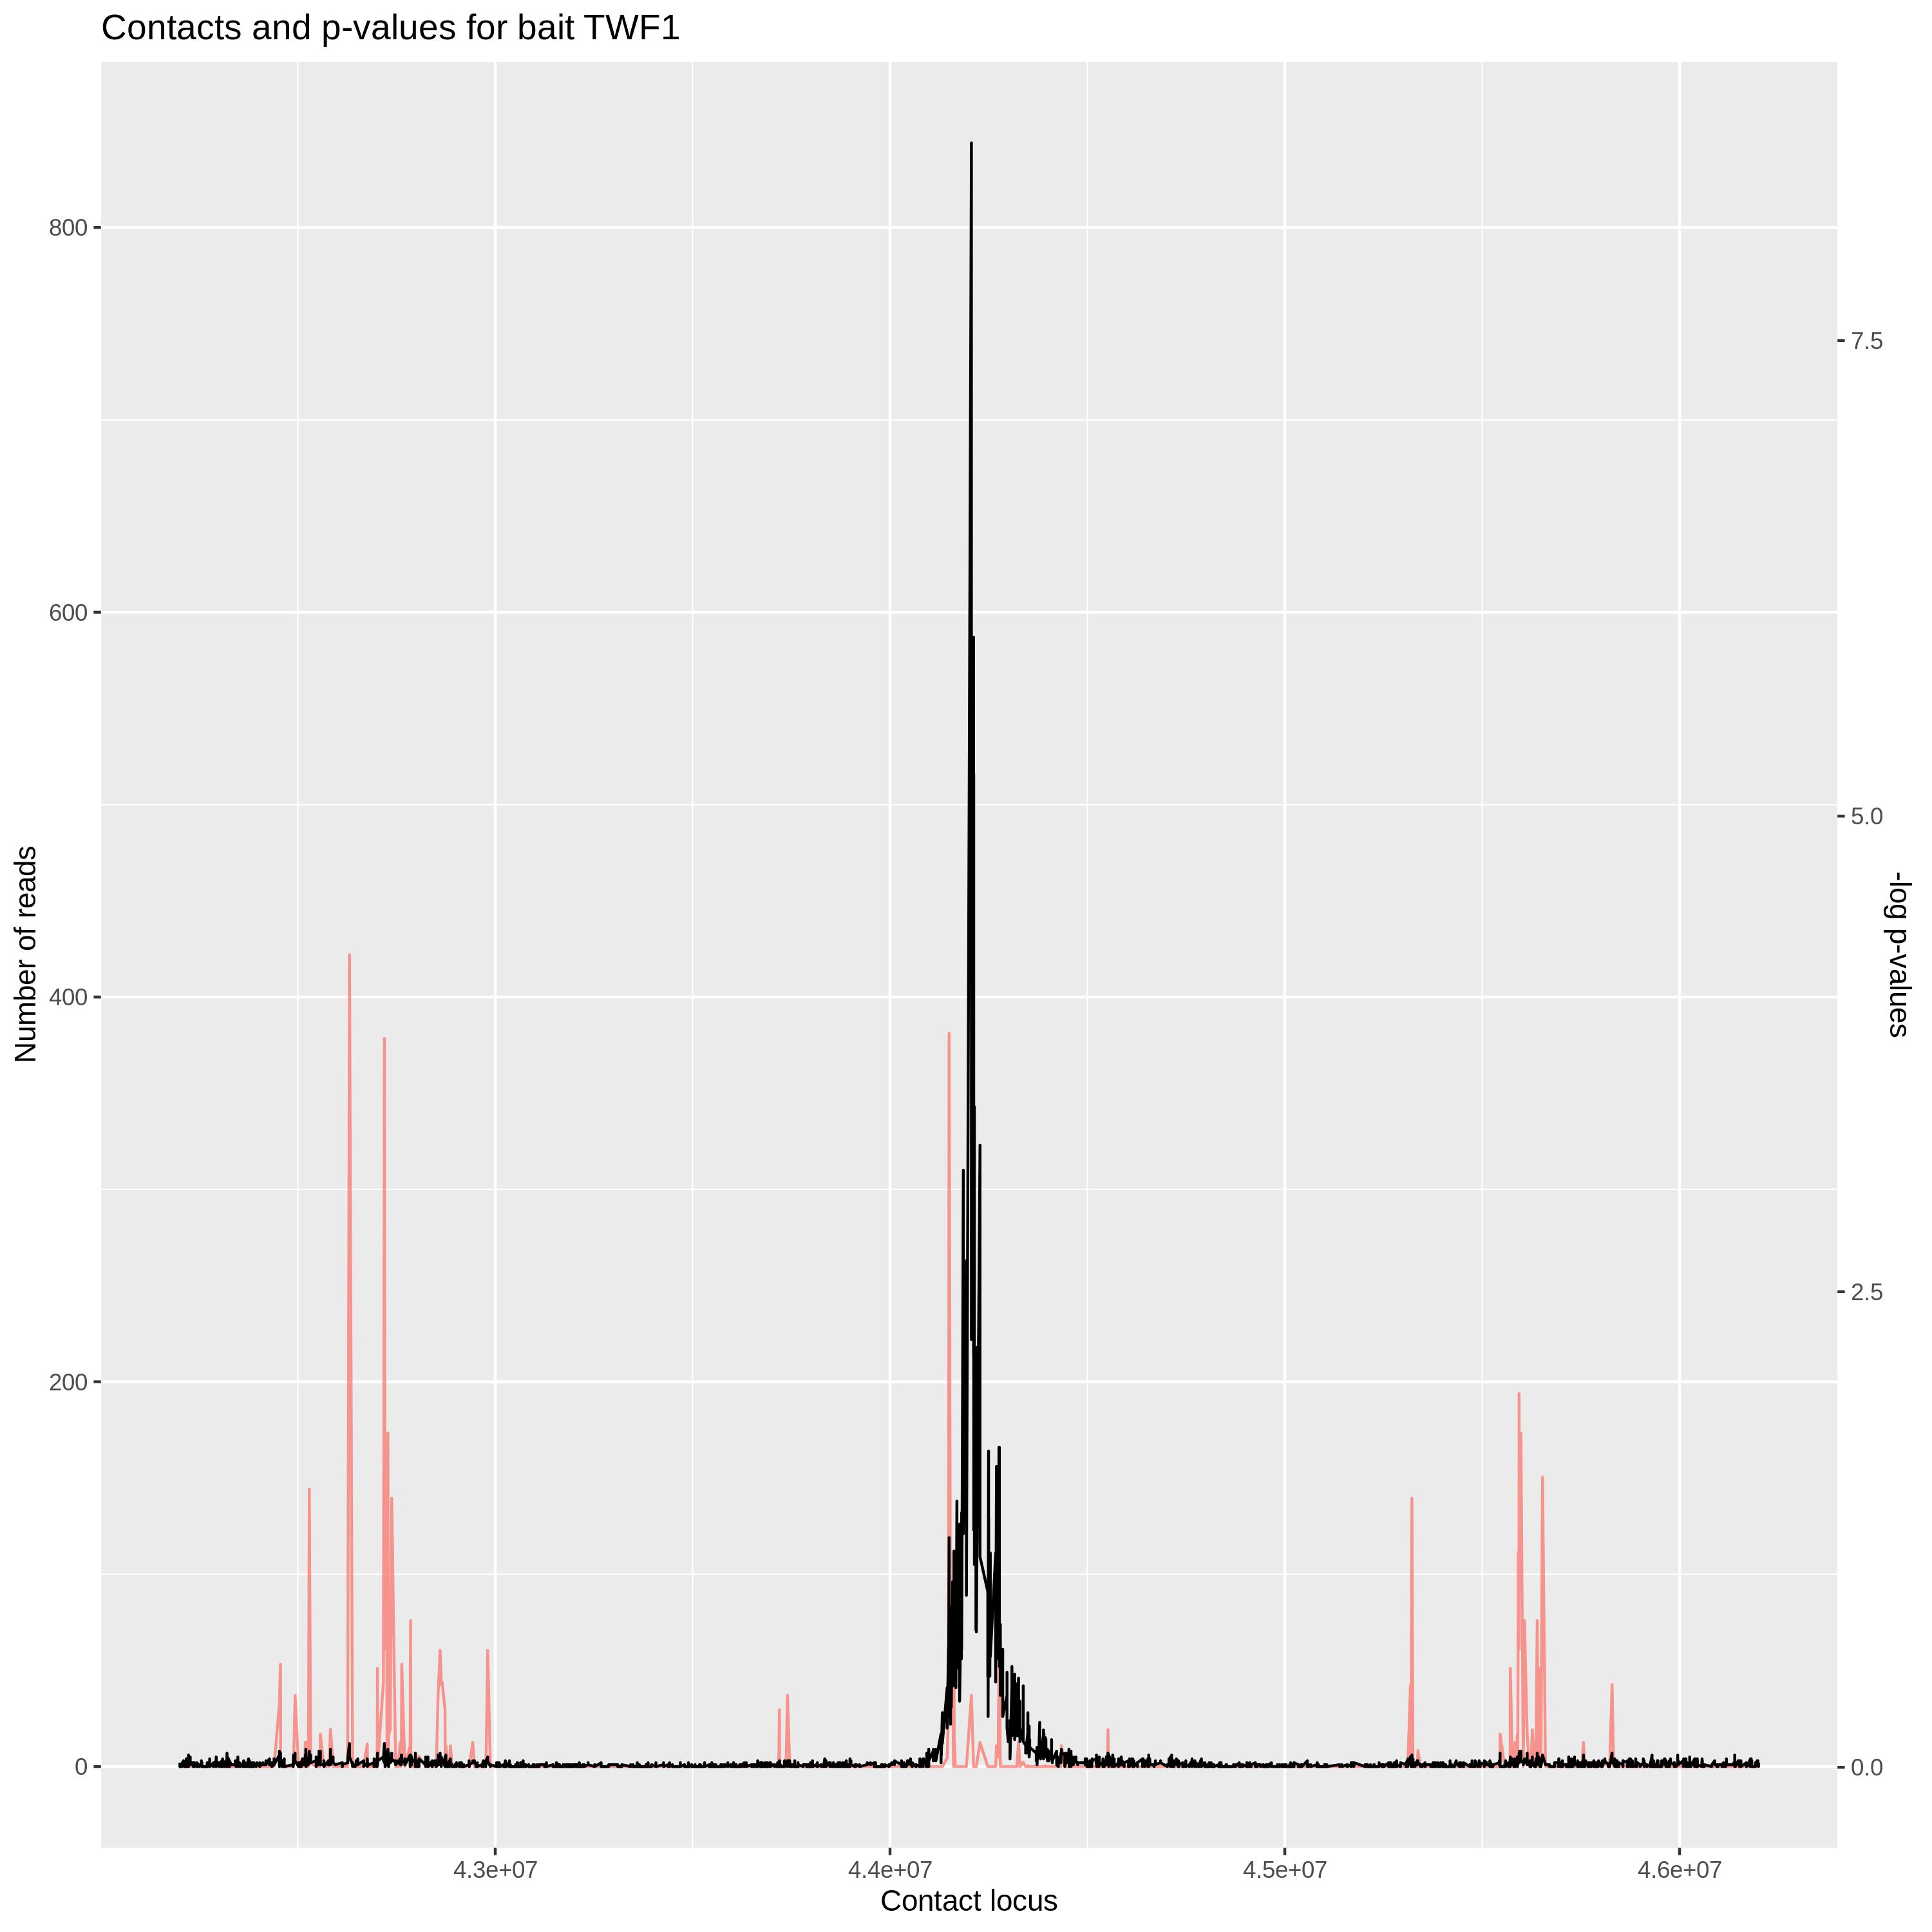 Contacts and p-values for bait TWF1
800
600
400
200
0
Number of reads
7.5
5.0
2.5
0.0
-log p-values
4.3e+07
4.4e+07
4.5e+07
4.6e+07
Contact locus